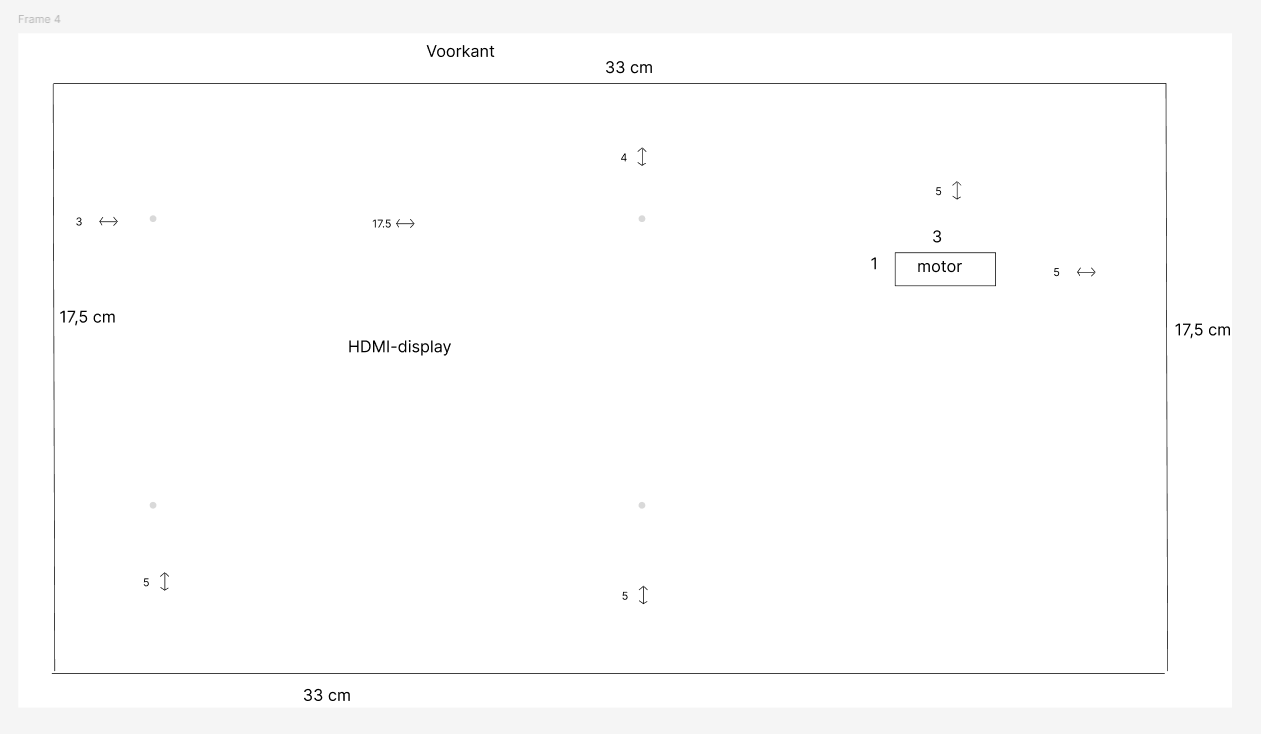 Frame 4
Voorkant
33 cm
4
5
3
17.5
3
1
motor
5
17,5 cm
17,5 cm
HDMI-display
5
5
33 cm